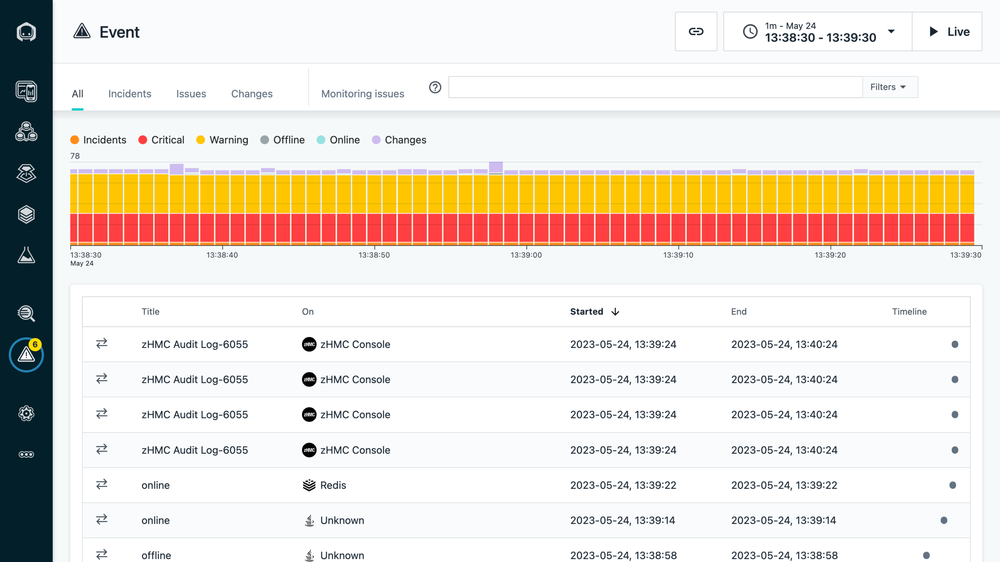 Event
1m - May 24
13:38:30 - 13:39:30
Live
All Incidents Issues Changes Monitoring issues
Filters
Incidents Critical Warning Offline Online Changes
78
13:38:30 13:38:40 13:38:50 13:39:00 13:39:10 13:39:20 13:39:30
May 24
Title On Started End Timeline
zHMC Audit Log-6055 zHMC zHMC Console 2023-05-24, 13:39:24 2023-05-24, 13:40:24
zHMC Audit Log-6055 zHMC zHMC Console 2023-05-24, 13:39:24 2023-05-24, 13:40:24
6
zHMC Audit Log-6055 zHMC zHMC Console 2023-05-24, 13:39:24 2023-05-24, 13:40:24
zHMC Audit Log-6055 zHMC zHMC Console 2023-05-24, 13:39:24 2023-05-24, 13:40:24
online Redis 2023-05-24, 13:39:22 2023-05-24, 13:39:22
online Unknown 2023-05-24, 13:39:14 2023-05-24, 13:39:14
offline Unknown 2023-05-24, 13:38:58 2023-05-24, 13:38:58